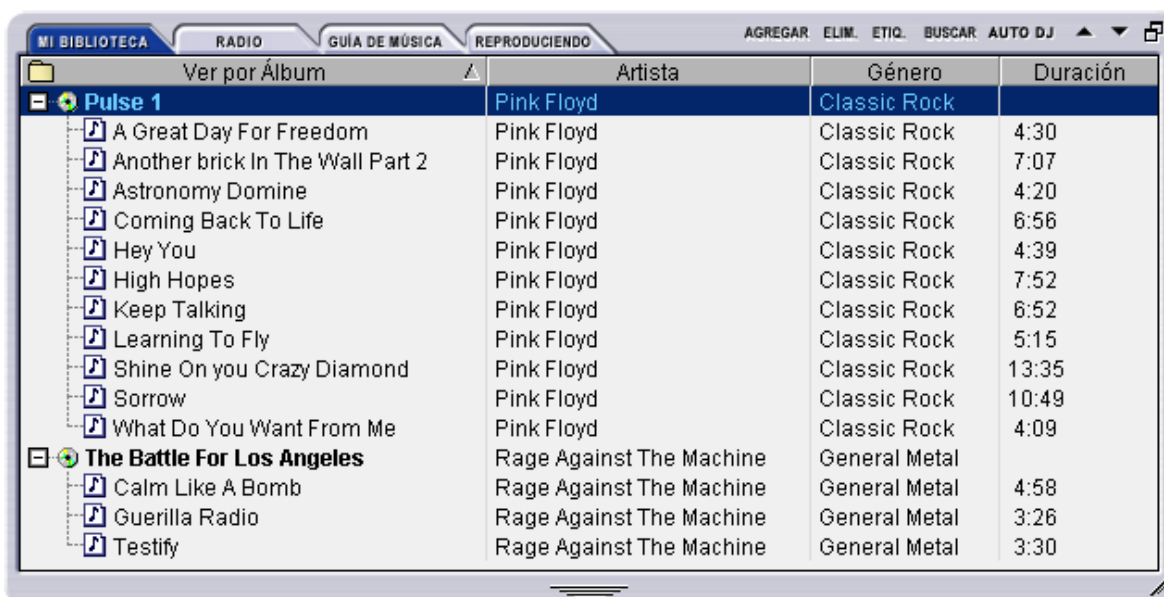 MI BIBLIOTECA RADIO GUÍA DE MÚSICA REPRODUCIENDO AGREGAR ELIM. ETIQ. BUSCAR AUTO DJ
Ver por Álbum Artista Género Duración
Pulse 1 Pink Floyd Classic Rock
A Great Day For Freedom Pink Floyd Classic Rock 4:30
Another brick In The Wall Part 2 Pink Floyd Classic Rock 7:07
Astronomy Domine Pink Floyd Classic Rock 4:20
Coming Back To Life Pink Floyd Classic Rock 6:56
Hey You Pink Floyd Classic Rock 4:39
High Hopes Pink Floyd Classic Rock 7:52
Keep Talking Pink Floyd Classic Rock 6:52
Learning To Fly Pink Floyd Classic Rock 5:15
Shine On you Crazy Diamond Pink Floyd Classic Rock 13:35
Sorrow Pink Floyd Classic Rock 10:49
What Do You Want From Me Pink Floyd Classic Rock 4:09
The Battle For Los Angeles Rage Against The Machine General Metal
Calm Like A Bomb Rage Against The Machine General Metal 4:58
Guerilla Radio Rage Against The Machine General Metal 3:26
Testify Rage Against The Machine General Metal 3:30